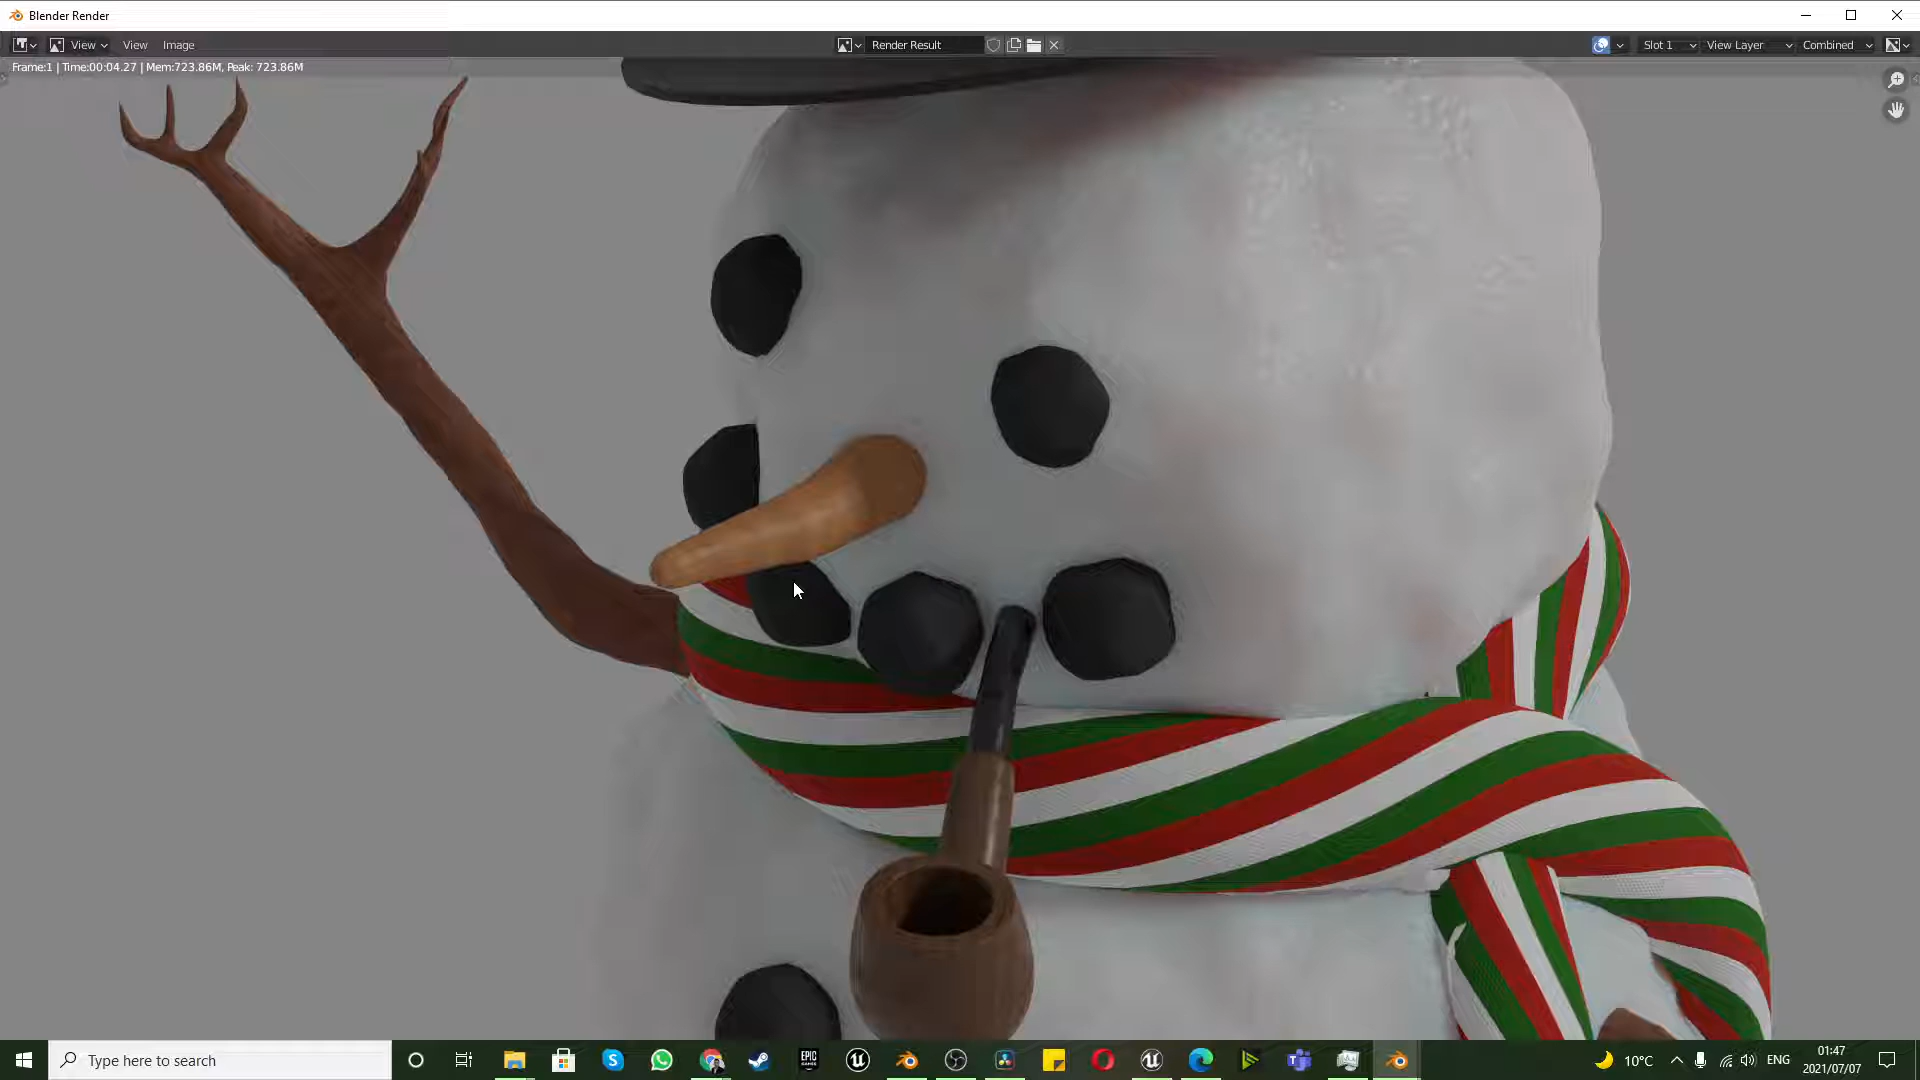 Blender Render
View View Image Render Result Slot 1 View Layer Combined
Frame:1 | Time:00:04.27 | Mem:723.86M, Peak: 723.86M
Type here to search
EPIC
GAMES
10°C ENG 01:47
2021/07/07